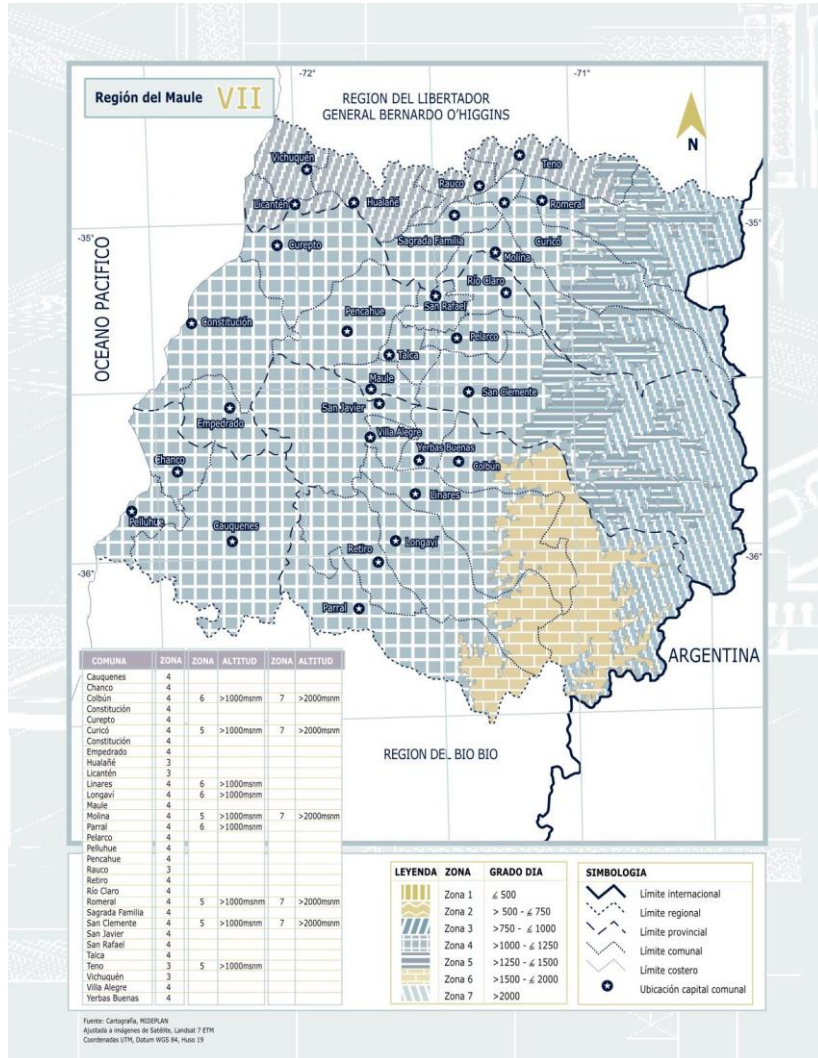 Región del Maule VII
-72°
-71°
REGION DEL LIBERTADOR
GENERAL BERNARDO O'HIGGINS
N
Vichuquén
Teno
Rauco
Licantén
Hualañé
Romeral
-35°
-35°
Sagrada Familia
Curicó
Curepto
Molina
Río Claro
OCEANO PACIFICO
San Rafael
Pencahue
Constitución
Pelarco
Talca
Maule
San Clemente
San Javier
Empedrado
Villa Alegre
Yerbas Buenas
Chanco
Colbún
Linares
Pelluhue
Cauquenes
Longaví
Retiro
-36°
-36°
Parral
ARGENTINA
REGION DEL BIO BIO
COMUNA ZONA ZONA ALTITUD ZONA ALTITUD
Cauquenes 4
Chanco 4
Colbún 4 6 >1000msnm 7 >2000msnm
Constitución 4
Curepto 4
Curicó 4 5 >1000msnm 7 >2000msnm
Constitución 4
Empedrado 4
Hualañé 3
Licantén 3
Linares 4 6 >1000msnm
Longaví 4 6 >1000msnm
Maule 4
Molina 4 5 >1000msnm 7 >2000msnm
Parral 4 6 >1000msnm
Pelarco 4
Pelluhue 4
Pencahue 4
Rauco 3
Retiro 4
Río Claro 4
Romeral 4 5 >1000msnm 7 >2000msnm
Sagrada Familia 4
San Clemente 4 5 >1000msnm 7 >2000msnm
San Javier 4
San Rafael 4
Talca 4
Teno 3 5 >1000msnm
Vichuquén 3
Villa Alegre 4
Yerbas Buenas 4
LEYENDA ZONA GRADO DIA
Zona 1 ≰ 500
Zona 2 > 500 - ≰ 750
Zona 3 >750 - ≰ 1000
Zona 4 >1000 - ≰ 1250
Zona 5 >1250 - ≰ 1500
Zona 6 >1500 - ≰ 2000
Zona 7 >2000
SIMBOLOGIA
Límite internacional
Límite regional
Límite provincial
Límite comunal
Límite costero
Ubicación capital comunal
Fuente: Cartografía, MIDEPLAN
Ajustada a imágenes de Satélite, Landsat 7 ETM
Coordenadas UTM, Datum WGS 84, Huso 19